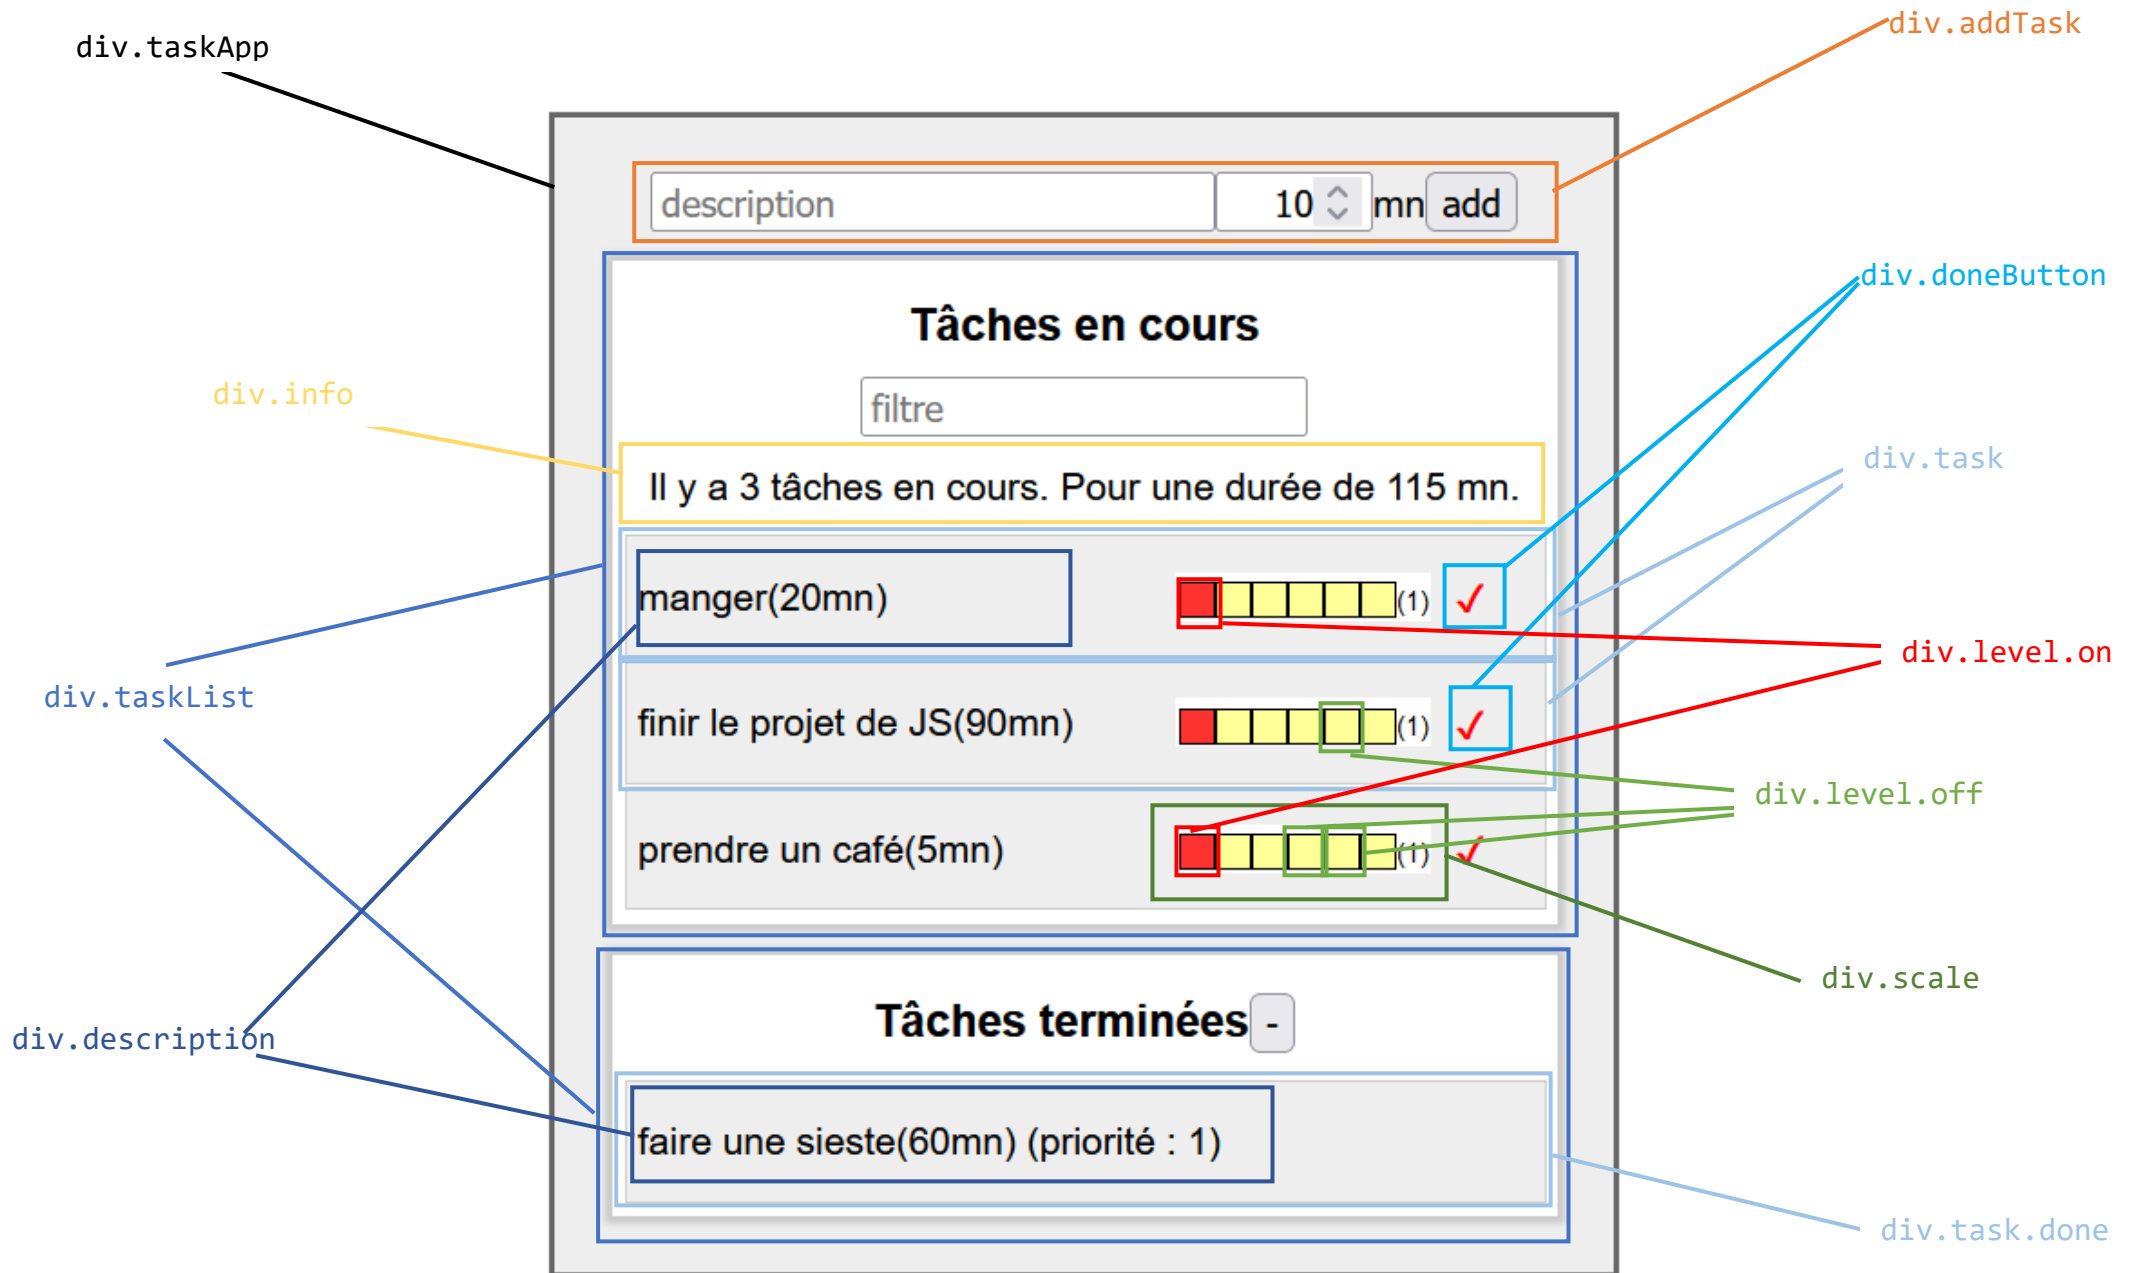 div.addTask
div.taskApp
description 10 mn add
div.doneButton
Tâches en cours
div.info
filtre
div.task
Il y a 3 tâches en cours. Pour une durée de 115 mn.
manger(20mn) (1) ✓
div.level.on
div.taskList
finir le projet de JS(90mn) (1) ✓
div.level.off
prendre un café(5mn) (1) ✓
div.scale
Tâches terminées -
div.description
faire une sieste(60mn) (priorité : 1)
div.task.done